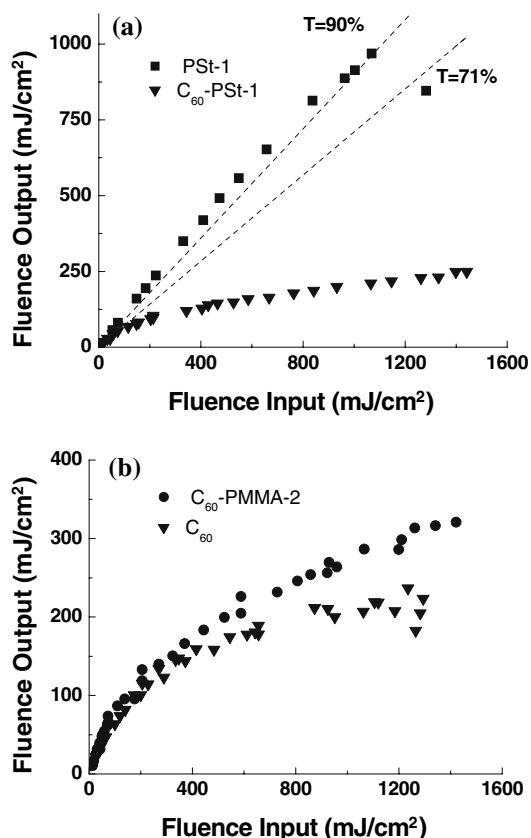 (a)
T=90%
PSt-1
C₆₀-PSt-1
T=71%
1000
750
500
250
0
Fluence Output (mJ/cm²)
0 400 800 1200 1600
Fluence Input (mJ/cm²)
(b)
C₆₀-PMMA-2
C₆₀
400
300
200
100
0
Fluence Output (mJ/cm²)
0 400 800 1200 1600
Fluence Input (mJ/cm²)